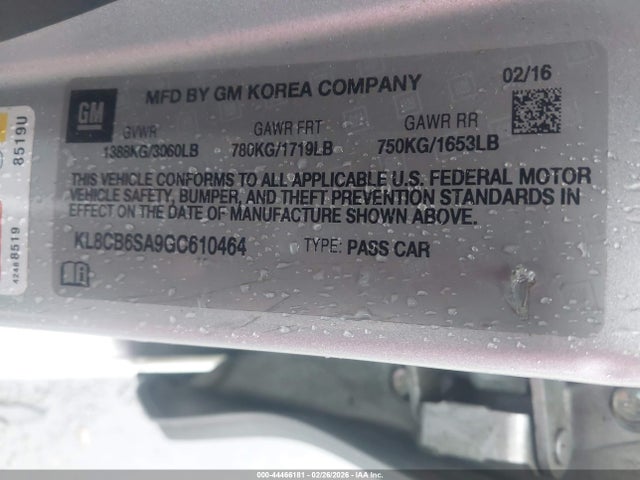 GM
MFD BY GM KOREA COMPANY 02/16
GVWR GAWR FRT GAWR RR
1388KG/3060LB 780KG/1719LB 750KG/1653LB
THIS VEHICLE CONFORMS TO ALL APPLICABLE U.S. FEDERAL MOTOR
VEHICLE SAFETY, BUMPER, AND THEFT PREVENTION STANDARDS IN
EFFECT ON THE DATE OF MANUFACTURE SHOWN ABOVE.
KL8CB6SA9GC610464 TYPE: PASS CAR
8519U
42488519
000-44466181 | 02/26/2026 - IAAI